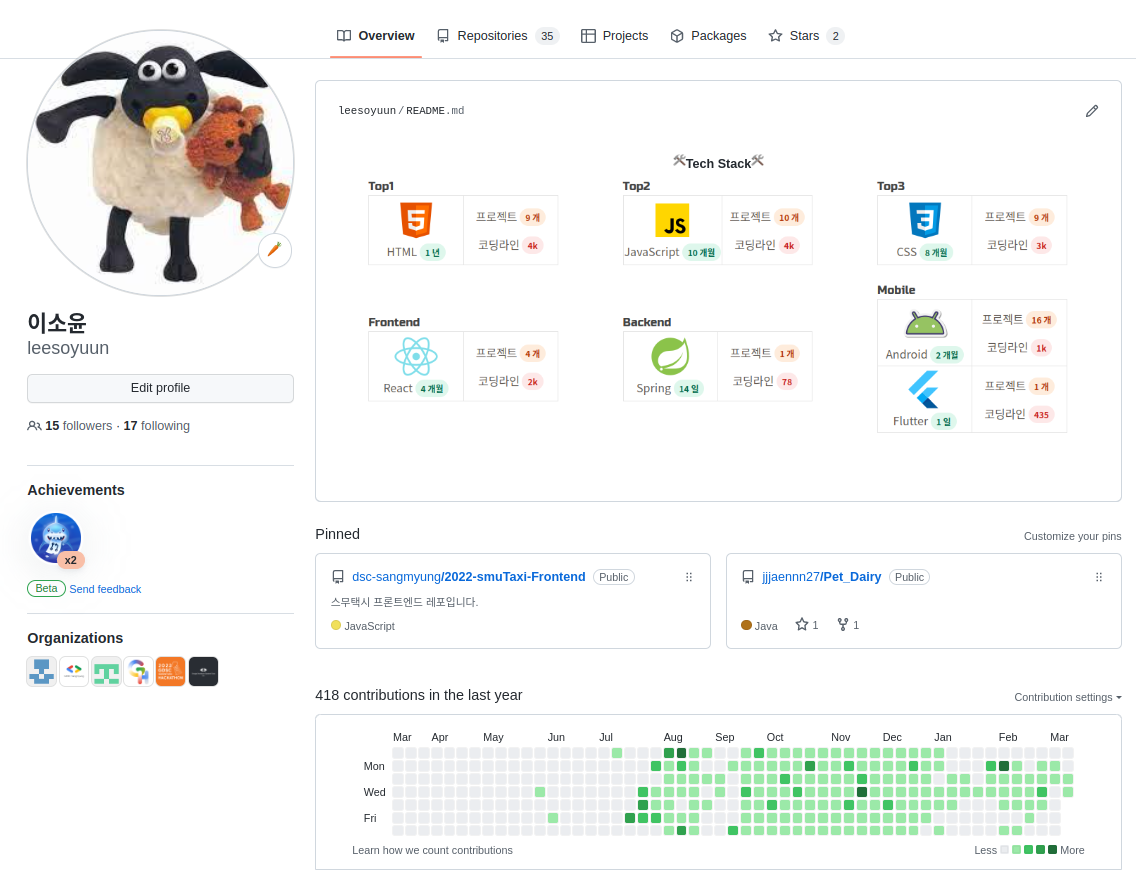 Overview
Repositories 35
Projects
Packages
Stars 2
leesoyuun/README.md
🛠Tech Stack🛠
Top1
HTML 1 년
프로젝트 9 개
코딩라인 4k
Top2
JS
JavaScript 10 개월
프로젝트 10 개
코딩라인 4k
Top3
CSS 8 개월
프로젝트 9 개
코딩라인 3k
Frontend
React 4 개월
프로젝트 4 개
코딩라인 2k
Backend
Spring 14 일
프로젝트 1 개
코딩라인 78
Mobile
Android 2 개월
프로젝트 16 개
코딩라인 1k
Flutter 1 일
프로젝트 1 개
코딩라인 435
이소윤
leesoyuun
Edit profile
15 followers · 17 following
Achievements
x2
Beta Send feedback
Organizations
Pinned
Customize your pins
dsc-sangmyung/2022-smuTaxi-Frontend Public
스무택시 프론트엔드 레포입니다.
JavaScript
jjjaennn27/Pet_Dairy Public
Java 1 1
418 contributions in the last year
Contribution settings
Mar Apr May Jun Jul Aug Sep Oct Nov Dec Jan Feb Mar
Mon
Wed
Fri
Learn how we count contributions
Less More